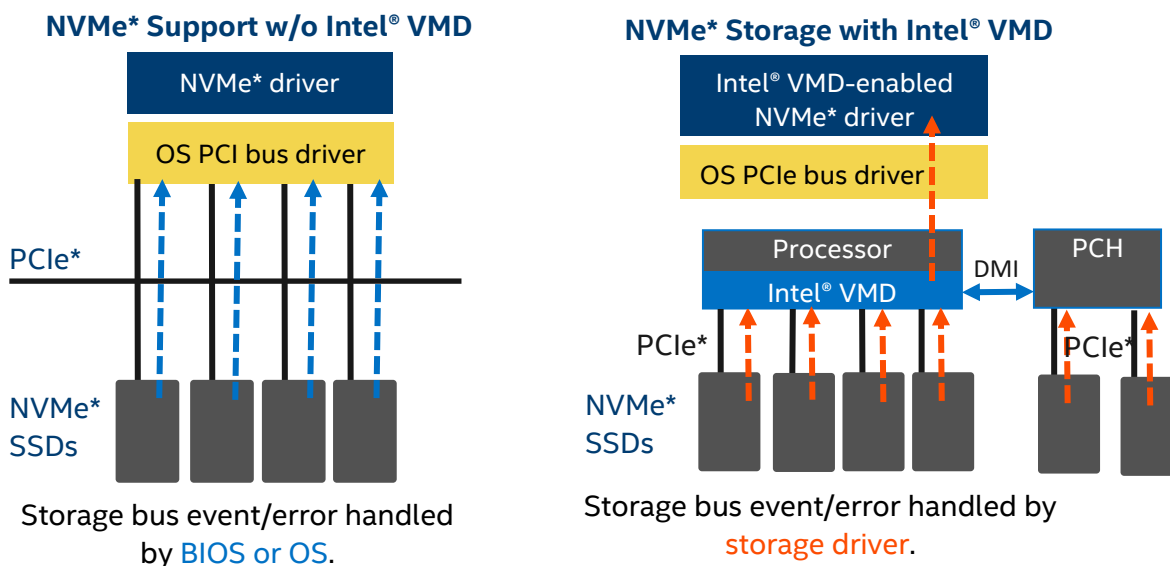 NVMe* Support w/o Intel® VMD
NVMe* driver
OS PCI bus driver
PCIe*
NVMe*
SSDs
Storage bus event/error handled
by BIOS or OS.
NVMe* Storage with Intel® VMD
Intel® VMD-enabled
NVMe* driver
OS PCIe bus driver
Processor
Intel® VMD
DMI
PCH
PCIe*
PCIe*
NVMe*
SSDs
Storage bus event/error handled by
storage driver.